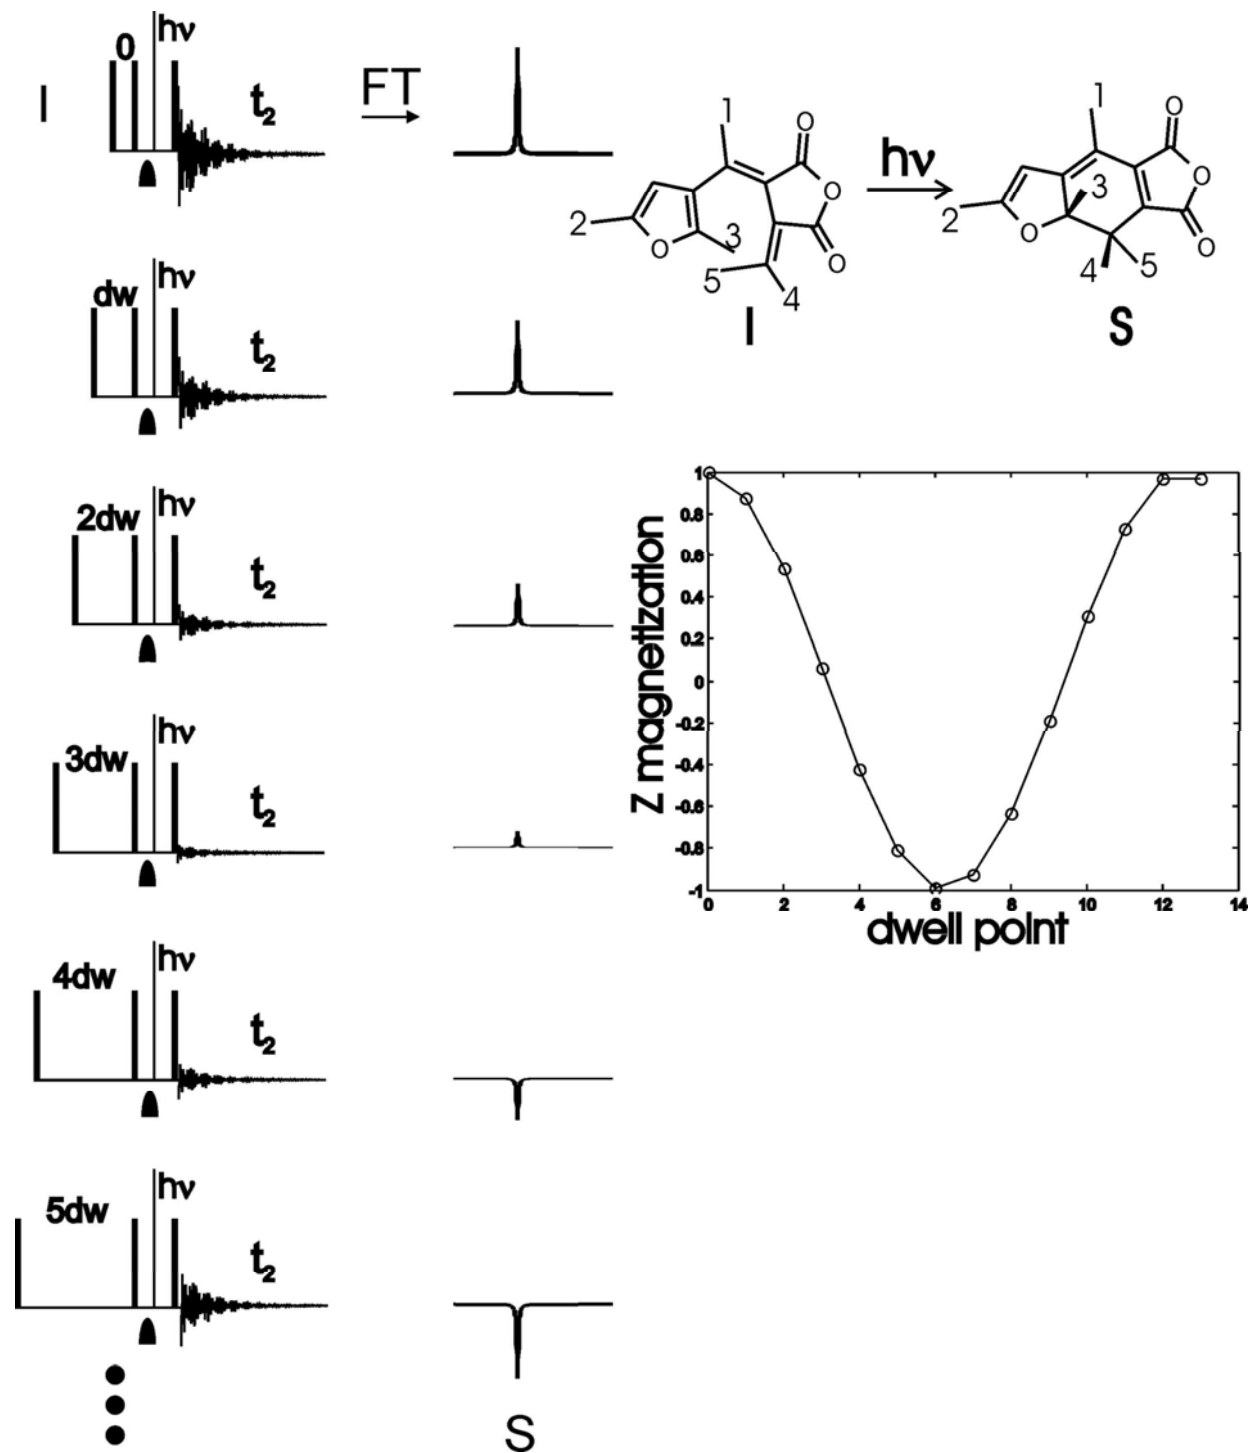 I
0
hν
t2
FT
dw
hν
t2
2dw
hν
t2
3dw
hν
t2
4dw
hν
t2
5dw
hν
t2
S
1
2
3
4
5
O
O
O
O
I
hν
1
2
3
4
5
O
O
O
O
S
Z magnetization
1
0.8
0.6
0.4
0.2
0
-0.2
-0.4
-0.6
-0.8
-1
0 2 4 6 8 10 12 14
dwell point